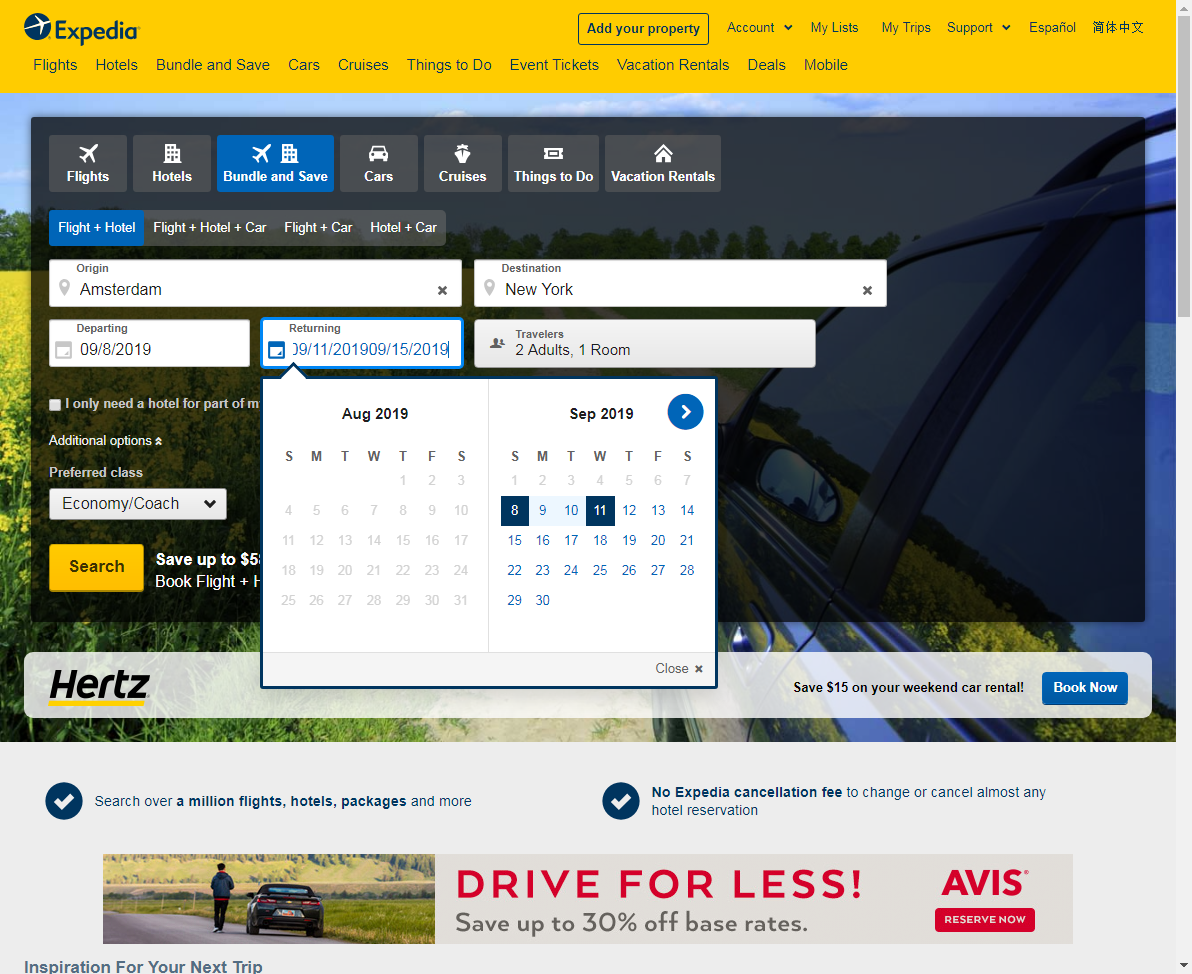 Expedia
Add your property
Account
My Lists
My Trips
Support
Español
简体中文
Flights
Hotels
Bundle and Save
Cars
Cruises
Things to Do
Event Tickets
Vacation Rentals
Deals
Mobile
Flights
Hotels
Bundle and Save
Cars
Cruises
Things to Do
Vacation Rentals
Flight + Hotel
Flight + Hotel + Car
Flight + Car
Hotel + Car
Origin
Amsterdam
Destination
New York
Departing
09/8/2019
Returning
09/11/201909/15/2019
Travelers
2 Adults, 1 Room
I only need a hotel for part of m
Additional options
Preferred class
Economy/Coach
Search
Save up to $5
Book Flight + H
Aug 2019
S M T W T F S
1 2 3
4 5 6 7 8 9 10
11 12 13 14 15 16 17
18 19 20 21 22 23 24
25 26 27 28 29 30 31
Sep 2019
S M T W T F S
1 2 3 4 5 6 7
8 9 10 11 12 13 14
15 16 17 18 19 20 21
22 23 24 25 26 27 28
29 30
Close
Hertz
Save $15 on your weekend car rental!
Book Now
Search over a million flights, hotels, packages and more
No Expedia cancellation fee to change or cancel almost any
hotel reservation
DRIVE FOR LESS!
Save up to 30% off base rates.
AVIS
RESERVE NOW
Inspiration For Your Next Trip